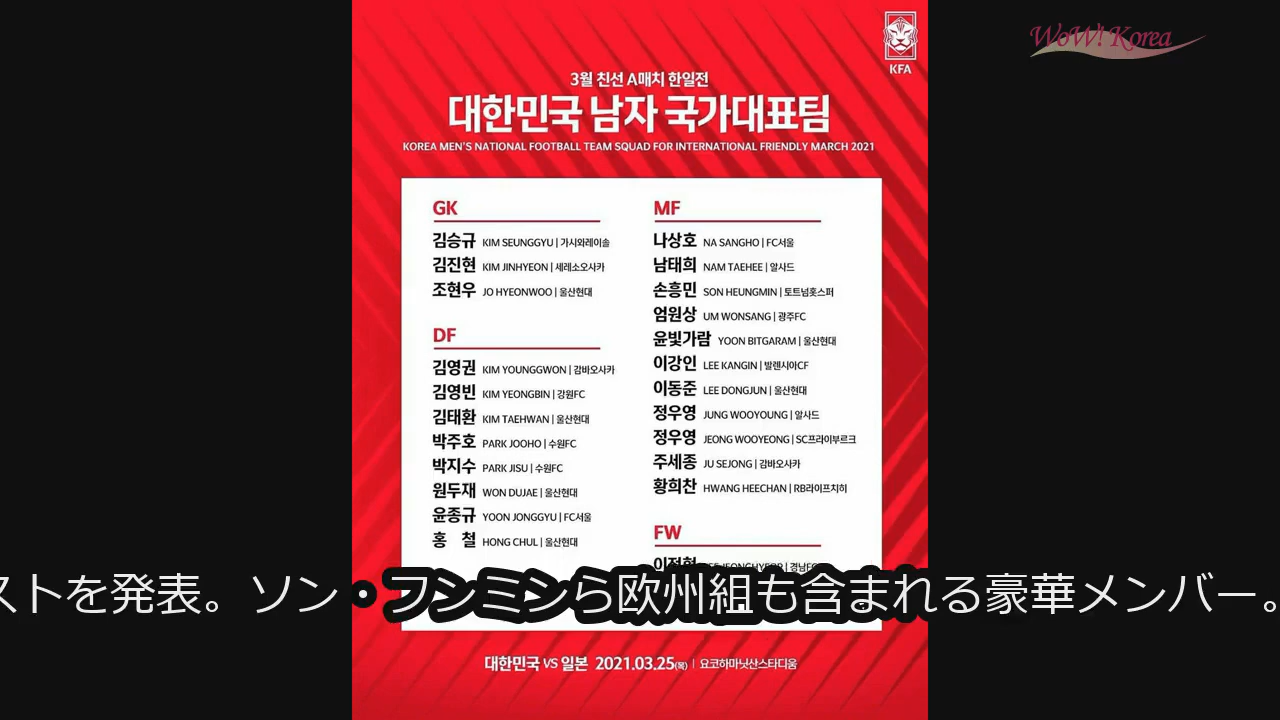 WoW! Korea
KFA
3월 친선 A매치 한일전
대한민국 남자 국가대표팀
KOREA MEN'S NATIONAL FOOTBALL TEAM SQUAD FOR INTERNATIONAL FRIENDLY MARCH 2021
GK
김승규 KIM SEUNGGYU | 가시와레이솔
김진현 KIM JINHYEON | 세레소오사카
조현우 JO HYEONWOO | 울산현대
DF
김영권 KIM YOUNGGWON | 감바오사카
김영빈 KIM YEONGBIN | 강원FC
김태환 KIM TAEHWAN | 울산현대
박주호 PARK JOOHO | 수원FC
박지수 PARK JISU | 수원FC
원두재 WON DUJAE | 울산현대
윤종규 YOON JONGGYU | FC서울
홍 철 HONG CHUL | 울산현대
MF
나상호 NA SANGHO | FC서울
남태희 NAM TAEHEE | 알사드
손흥민 SON HEUNGMIN | 토트넘홋스퍼
엄원상 UM WONSANG | 광주FC
윤빛가람 YOON BITGARAM | 울산현대
이강인 LEE KANGIN | 발렌시아CF
이동준 LEE DONGJUN | 울산현대
정우영 JUNG WOOYOUNG | 알사드
정우영 JEONG WOOYEONG | SC프라이부르크
주세종 JU SEJONG | 감바오사카
황희찬 HWANG HEECHAN | RB라이프치히
FW
ストを発表。ソン・フンミンら欧州組も含まれる豪華メンバー。
대한민국 VS 일본 2021.03.25(목) | 요코하마닛산스타디움